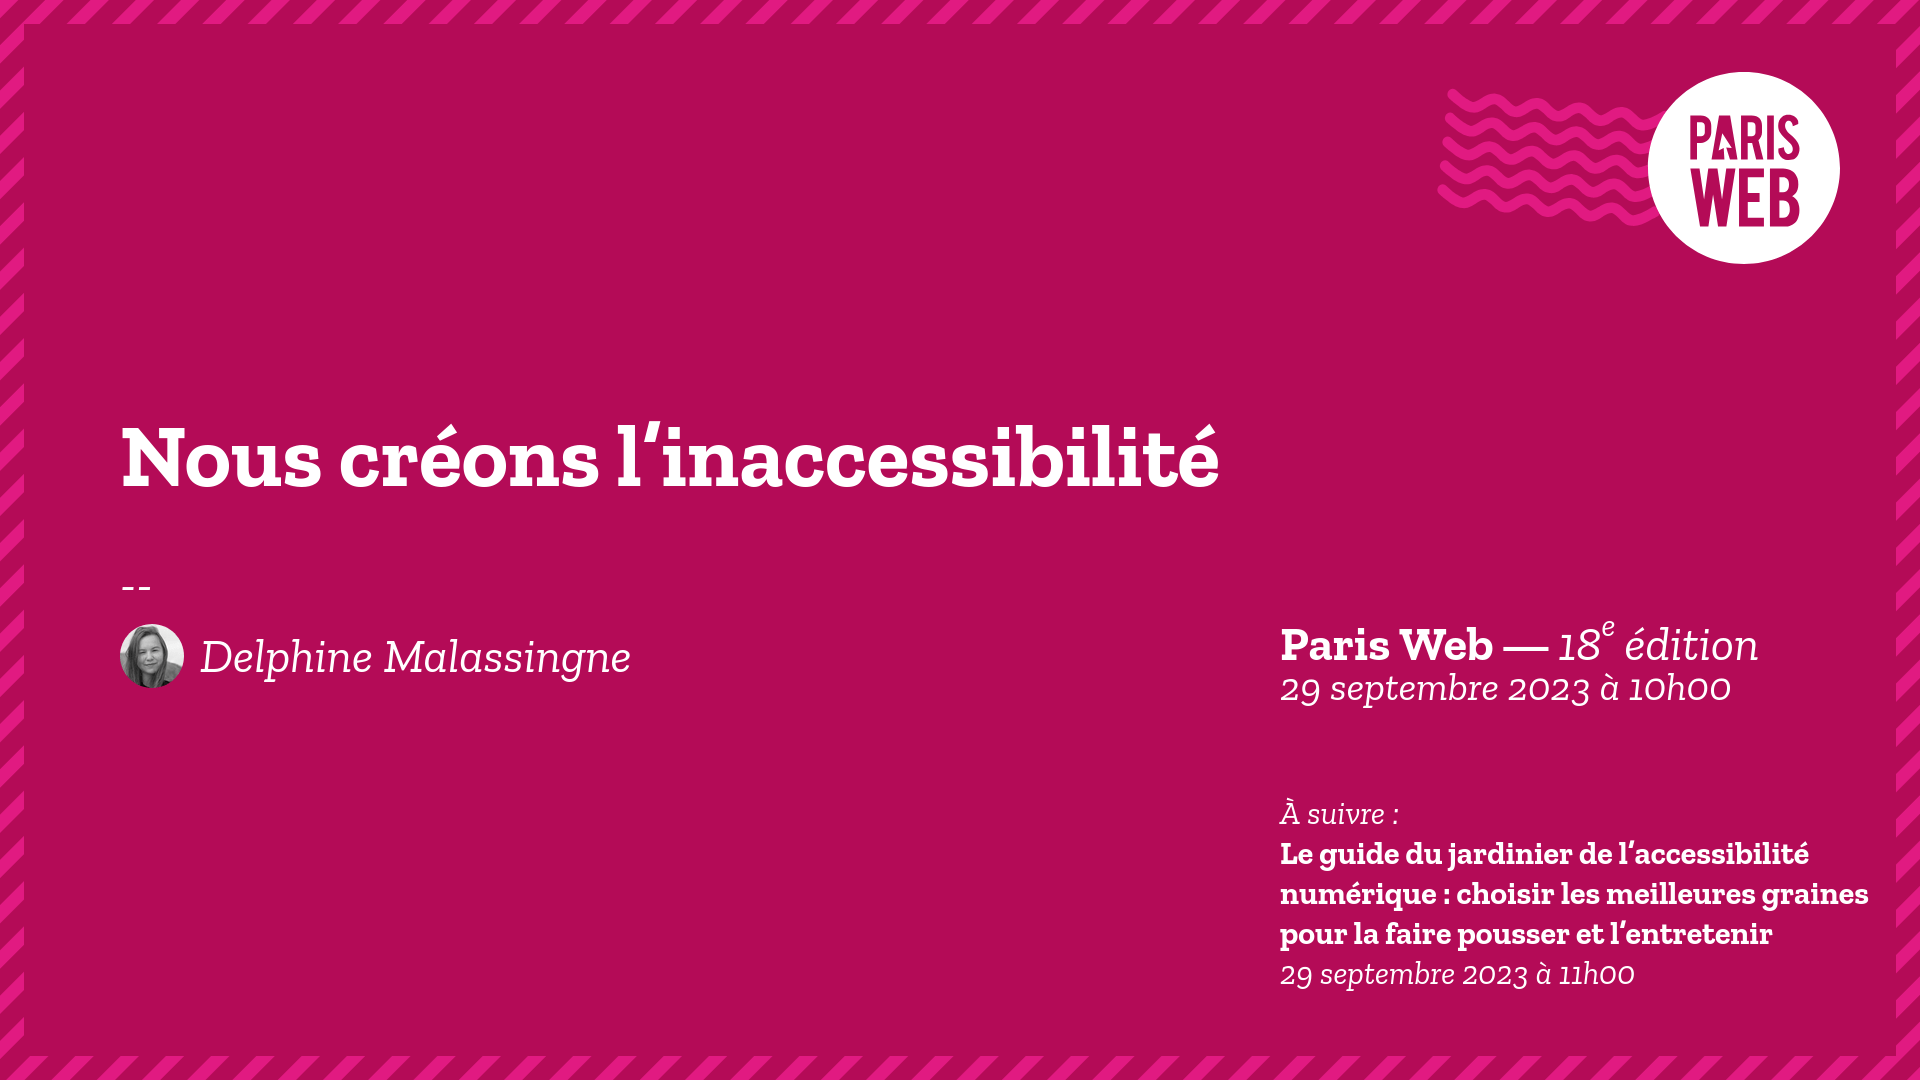 PARIS
WEB
Nous créons l’inaccessibilité
--
Delphine Malassingne
Paris Web — 18e édition
29 septembre 2023 à 10h00
À suivre :
Le guide du jardinier de l’accessibilité
numérique : choisir les meilleures graines
pour la faire pousser et l’entretenir
29 septembre 2023 à 11h00